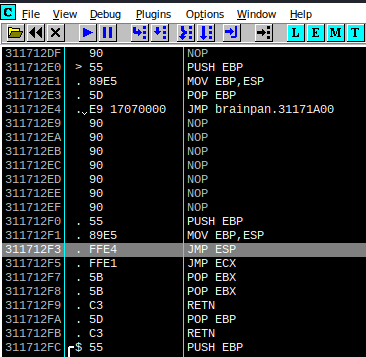 C File View Debug Plugins Options Window Help
L E M T
311712DF 90 NOP
311712E0 > 55 PUSH EBP
311712E1 . 89E5 MOV EBP,ESP
311712E3 . 5D POP EBP
311712E4 . E9 17070000 JMP brainpan.31171A00
311712E9 90 NOP
311712EA 90 NOP
311712EB 90 NOP
311712EC 90 NOP
311712ED 90 NOP
311712EE 90 NOP
311712EF 90 NOP
311712F0 . 55 PUSH EBP
311712F1 . 89E5 MOV EBP,ESP
311712F3 . FFE4 JMP ESP
311712F5 . FFE1 JMP ECX
311712F7 . 5B POP EBX
311712F8 . 5B POP EBX
311712F9 . C3 RETN
311712FA . 5D POP EBP
311712FB . C3 RETN
311712FC $ 55 PUSH EBP